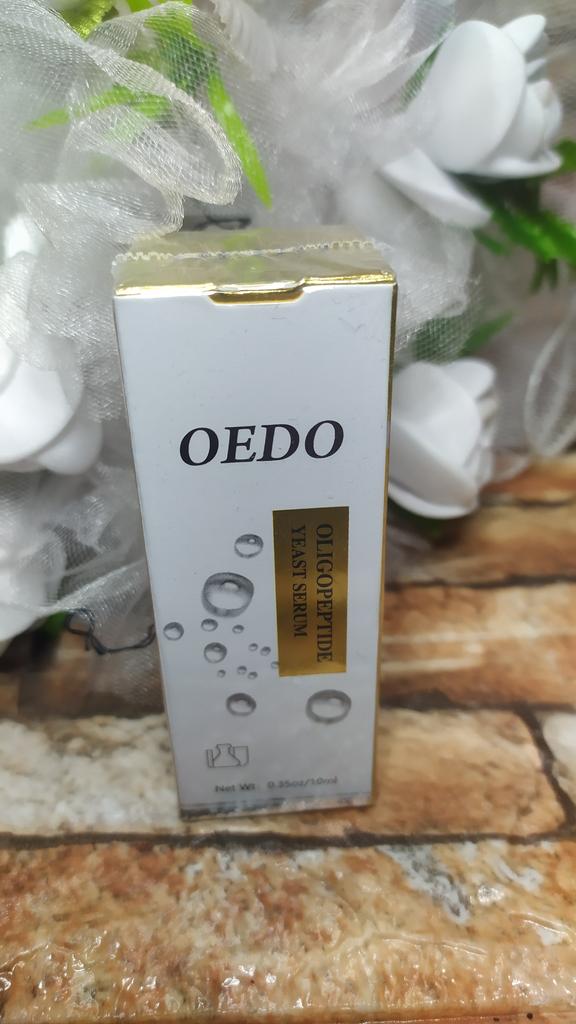 OEDO
OLIGOPEPTIDE
YEAST SERUM
Net Wt: 0.35oz/10ml